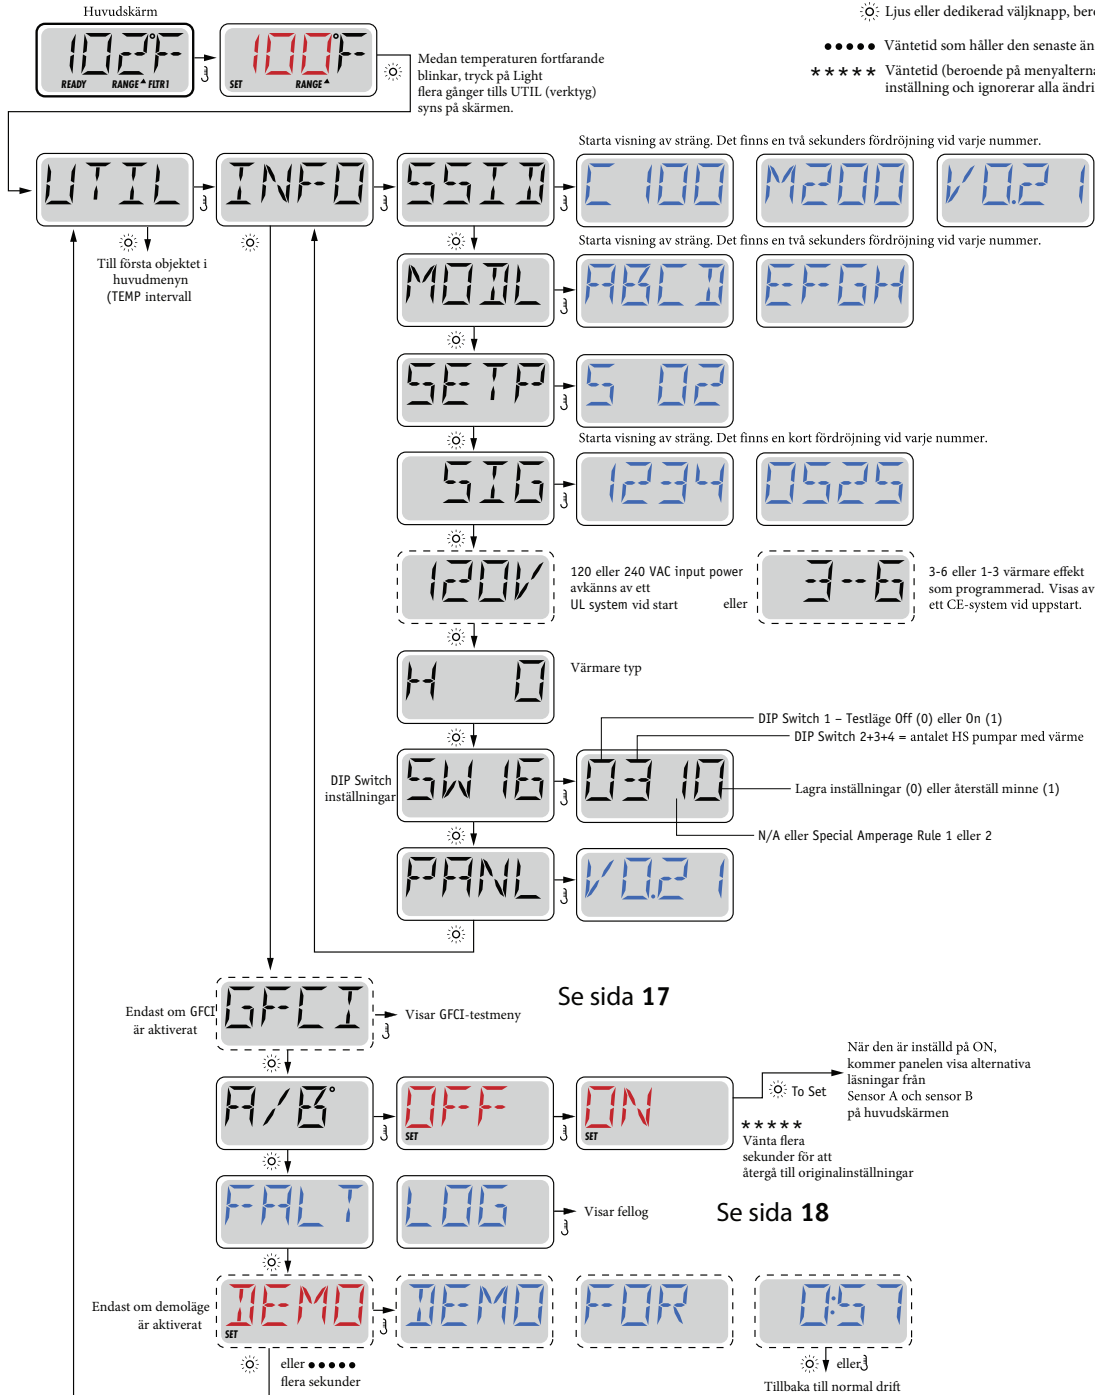 Huvudskärm
Ljus eller dedikerad väljknapp, bero
102°F
READY RANGE FLTR1
100°F
SET RANGE
Medan temperaturen fortfarande
blinkar, tryck på Light
flera gånger tills UTIL (verktyg)
syns på skärmen.
••••• Väntetid som håller den senaste än
***** Väntetid (beroende på menyalterna
inställning och ignorerar alla ändri
Starta visning av sträng. Det finns en två sekunders fördröjning vid varje nummer.
UTIL
INFO
SSID
C 100
M200
V0.21
Till första objektet i
huvudmenyn
(TEMP intervall
Starta visning av sträng. Det finns en två sekunders fördröjning vid varje nummer.
MODL
ABCD
EFGH
SETP
S 02
Starta visning av sträng. Det finns en kort fördröjning vid varje nummer.
SIG
1234
0525
120V
120 eller 240 VAC input power
avkänns av ett
UL system vid start
eller
3-6
3-6 eller 1-3 värmare effekt
som programmerad. Visas av
ett CE-system vid uppstart.
H 0
Värmare typ
DIP Switch 1 – Testläge Off (0) eller On (1)
DIP Switch 2+3+4 = antalet HS pumpar med värme
DIP Switch
inställningar
SW 16
0310
Lagra inställningar (0) eller återställ minne (1)
N/A eller Special Amperage Rule 1 eller 2
PANL
V0.21
Endast om GFCI
är aktiverat
GFCI
Visar GFCI-testmeny
Se sida 17
A/B°
OFF
SET
ON
SET
To Set
När den är inställd på ON,
kommer panelen visa alternativa
läsningar från
Sensor A och sensor B
på huvudskärmen
*****
Vänta flera
sekunder för att
återgå till originalinställningar
FALT
LOG
Visar fellog
Se sida 18
Endast om demoläge
är aktiverat
DEMO
SET
DEMO
FOR
0:57
eller •••••
flera sekunder
eller
Tillbaka till normal drift